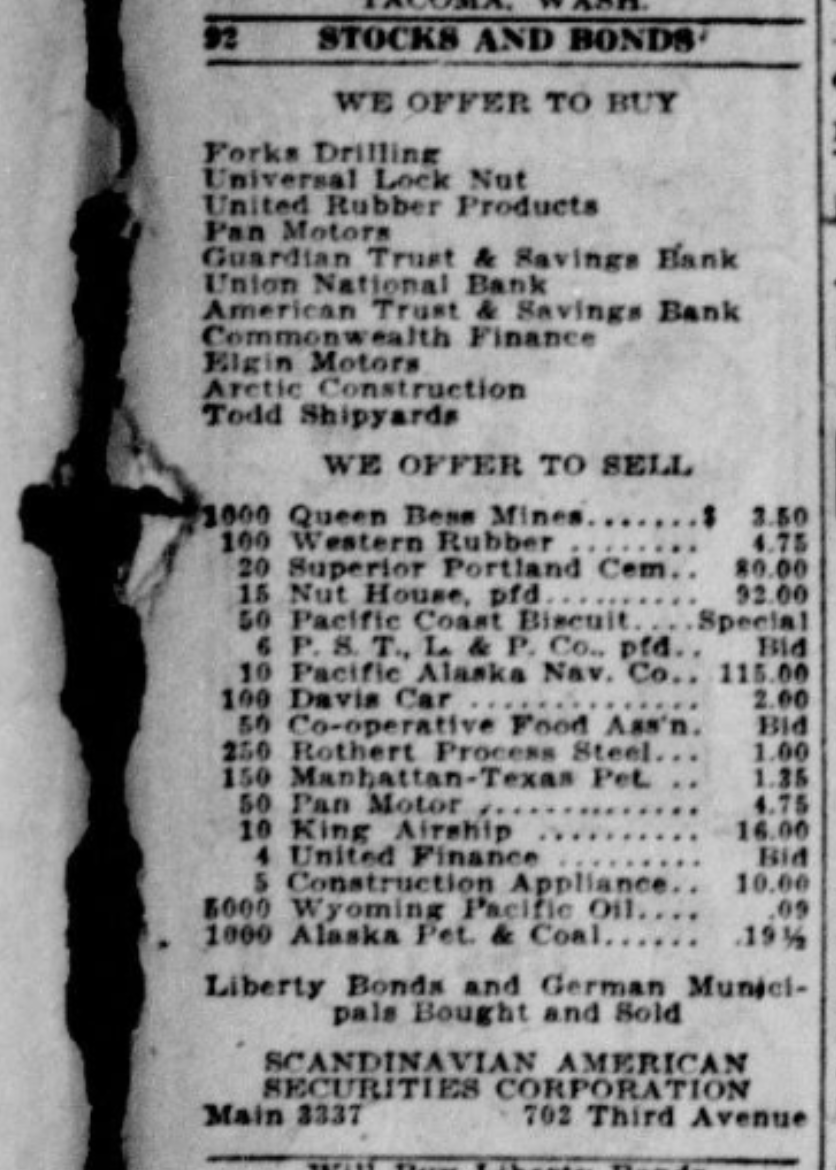 TACOMA, WASH.
92 STOCKS AND BONDS
WE OFFER TO BUY
Forks Drilling
Universal Lock Nut
United Rubber Products
Pan Motors
Guardian Trust & Savings Bank
Union National Bank
American Trust & Savings Bank
Commonwealth Finance
Elgin Motors
Arctic Construction
Todd Shipyards
WE OFFER TO SELL
1000 Queen Bess Mines.......$ 3.50
100 Western Rubber ........ 4.75
20 Superior Portland Cem.. 80.00
15 Nut House, pfd.......... 92.00
50 Pacific Coast Biscuit....Special
6 P. S. T., L. & P. Co., pfd.. Bid
10 Pacific Alaska Nav. Co.. 115.00
100 Davis Car .............. 2.00
50 Co-operative Food Ass'n. Bid
250 Rothert Process Steel... 1.00
150 Manhattan-Texas Pet. .. 1.35
50 Pan Motor .............. 4.75
10 King Airship .......... 16.00
4 United Finance ......... Bid
5 Construction Appliance.. 10.00
5000 Wyoming Pacific Oil.... .09
1000 Alaska Pet. & Coal...... .19½
Liberty Bonds and German Munici-
pals Bought and Sold
SCANDINAVIAN AMERICAN
SECURITIES CORPORATION
Main 3337 702 Third Avenue